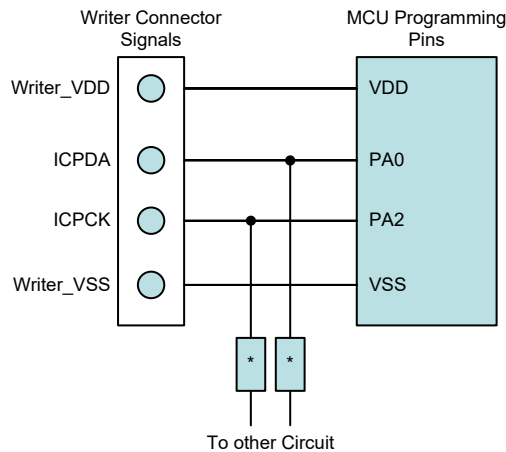 Writer Connector
Signals
MCU Programming
Pins
Writer_VDD
VDD
ICPDA
PA0
ICPCK
PA2
Writer_VSS
VSS
* *
To other Circuit